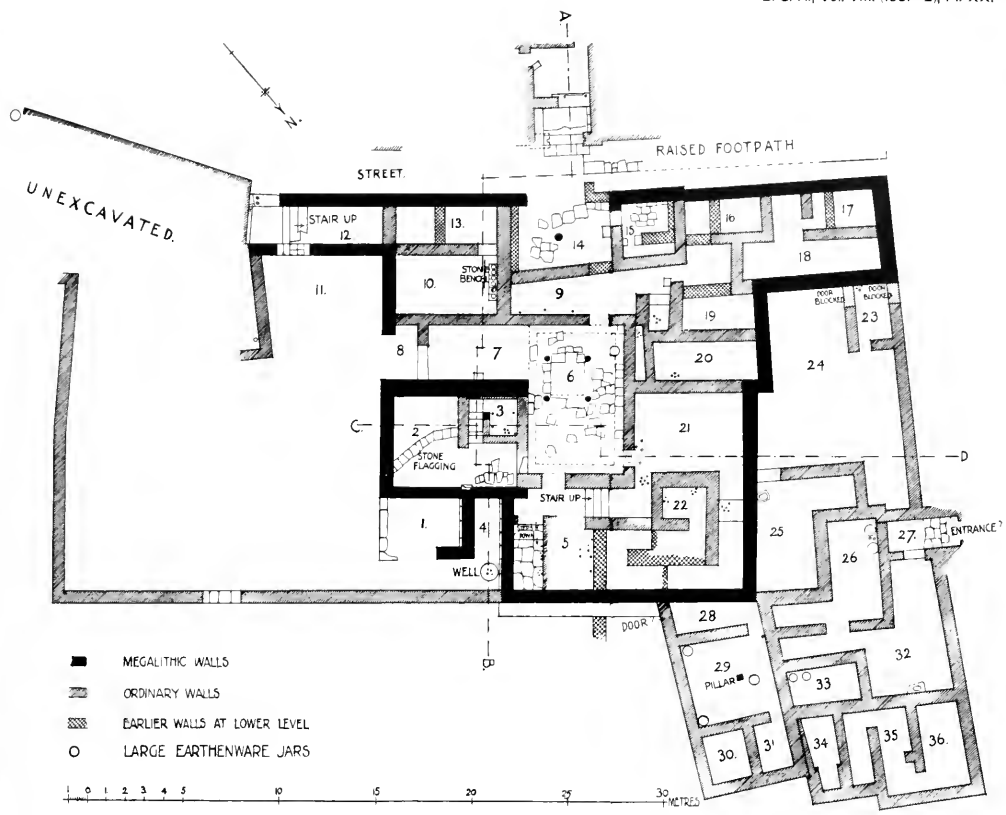 A.
N.
RAISED FOOTPATH
STREET.
UNEXCAVATED.
STAIR UP
12
13.
14
15
16
17
18
11.
10.
STONE BENCH
9
19
DOOR BLOCKED
DOOR BLOCKED
23
8
7
6
20
24
C
2
3
21
D
STONE FLAGGING
STAIR UP
22
1.
4
5
25
26
27.
ENTRANCE?
WELL
B.
DOOR?
28
29
PILLAR
30.
31
32
33
34
35
36.
MEGALITHIC WALLS
ORDINARY WALLS
EARLIER WALLS AT LOWER LEVEL
LARGE EARTHENWARE JARS
1 0 1 2 3 4 5 10 15 20 25 30 METRES